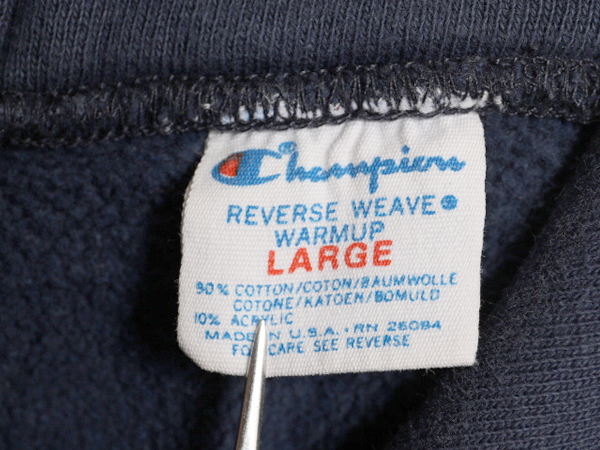 Champion
REVERSE WEAVE®
WARMUP
LARGE
90% COTTON/COTON/BAUMWOLLE
COTONE/KATOEN/BOMULD
10% ACRYLIC
MADE IN U.S.A. • RN 26094
FOR CARE SEE REVERSE